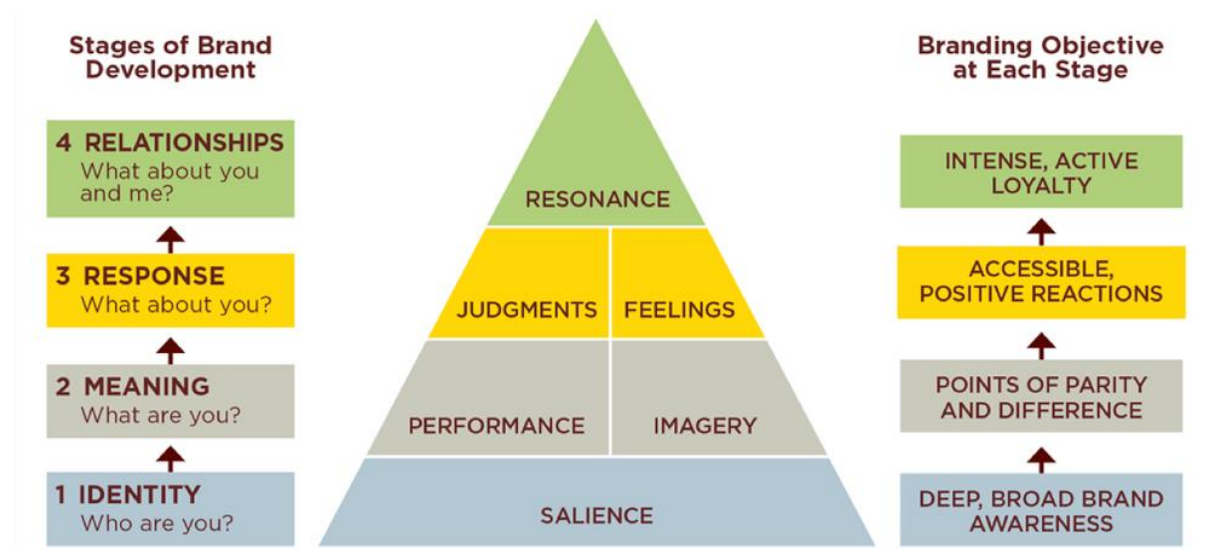 Stages of Brand
Development
4 RELATIONSHIPS
What about you
and me?
3 RESPONSE
What about you?
2 MEANING
What are you?
1 IDENTITY
Who are you?
RESONANCE
JUDGMENTS
FEELINGS
PERFORMANCE
IMAGERY
SALIENCE
Branding Objective
at Each Stage
INTENSE, ACTIVE
LOYALTY
ACCESSIBLE,
POSITIVE REACTIONS
POINTS OF PARITY
AND DIFFERENCE
DEEP, BROAD BRAND
AWARENESS